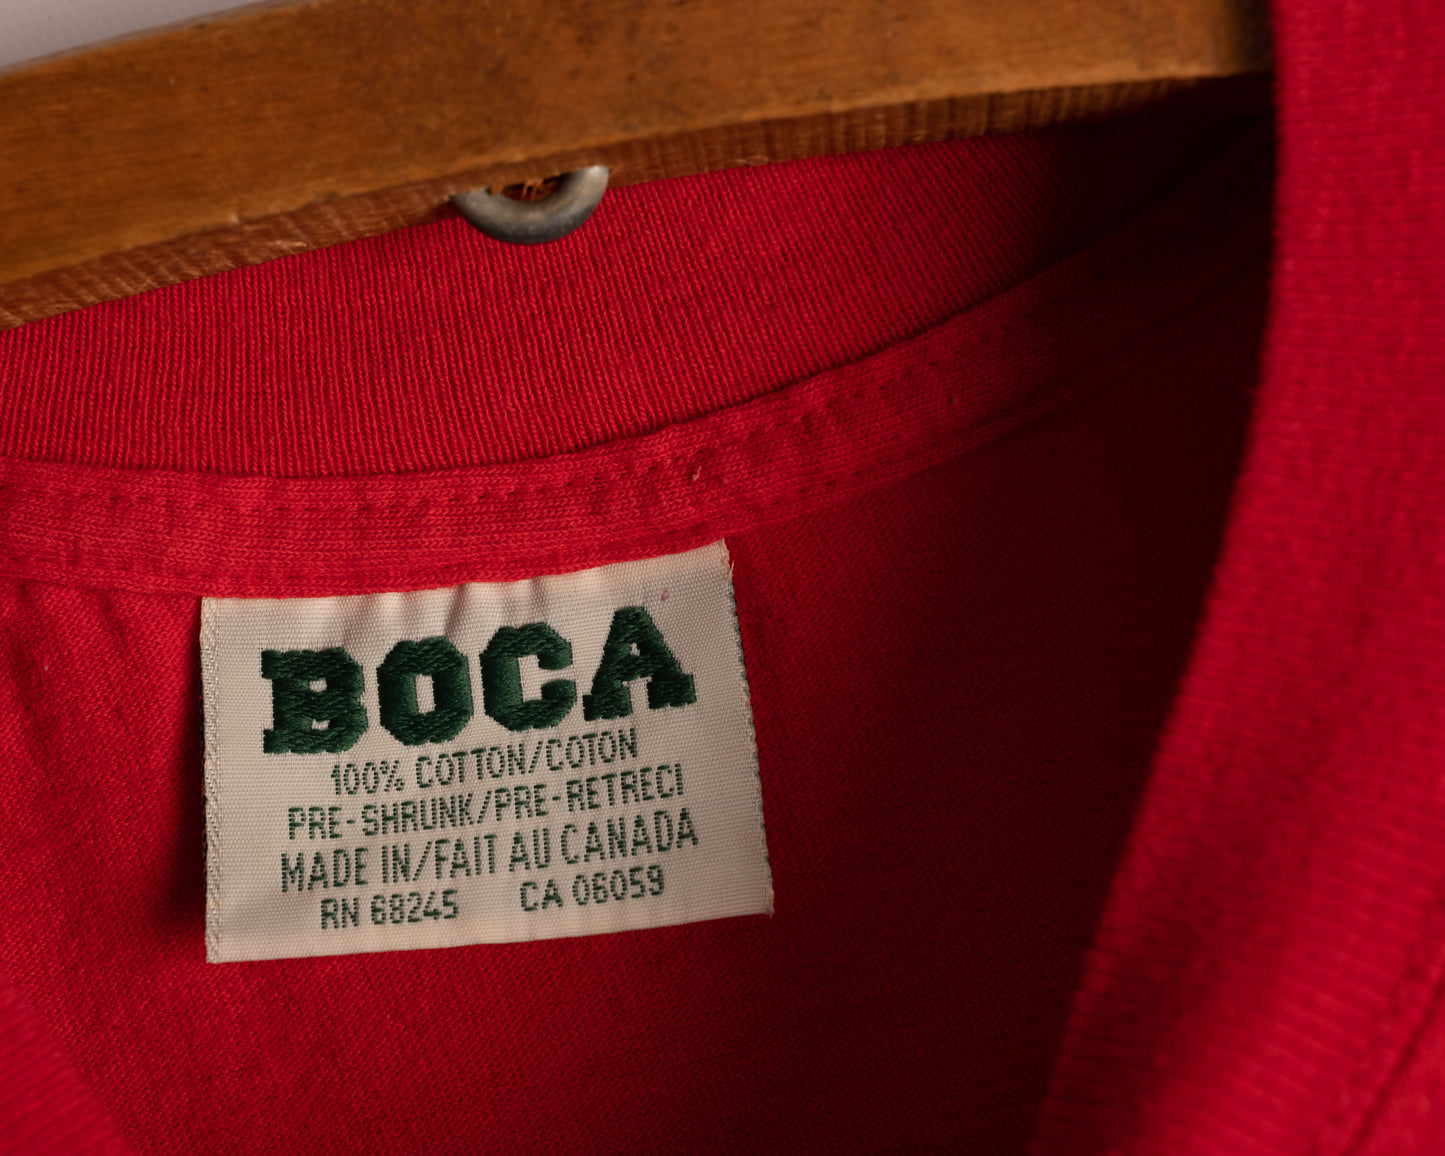 BOCA
100% COTTON/COTON
PRE-SHRUNK/PRE-RETRECI
MADE IN/FAIT AU CANADA
RN 68245 CA 06059